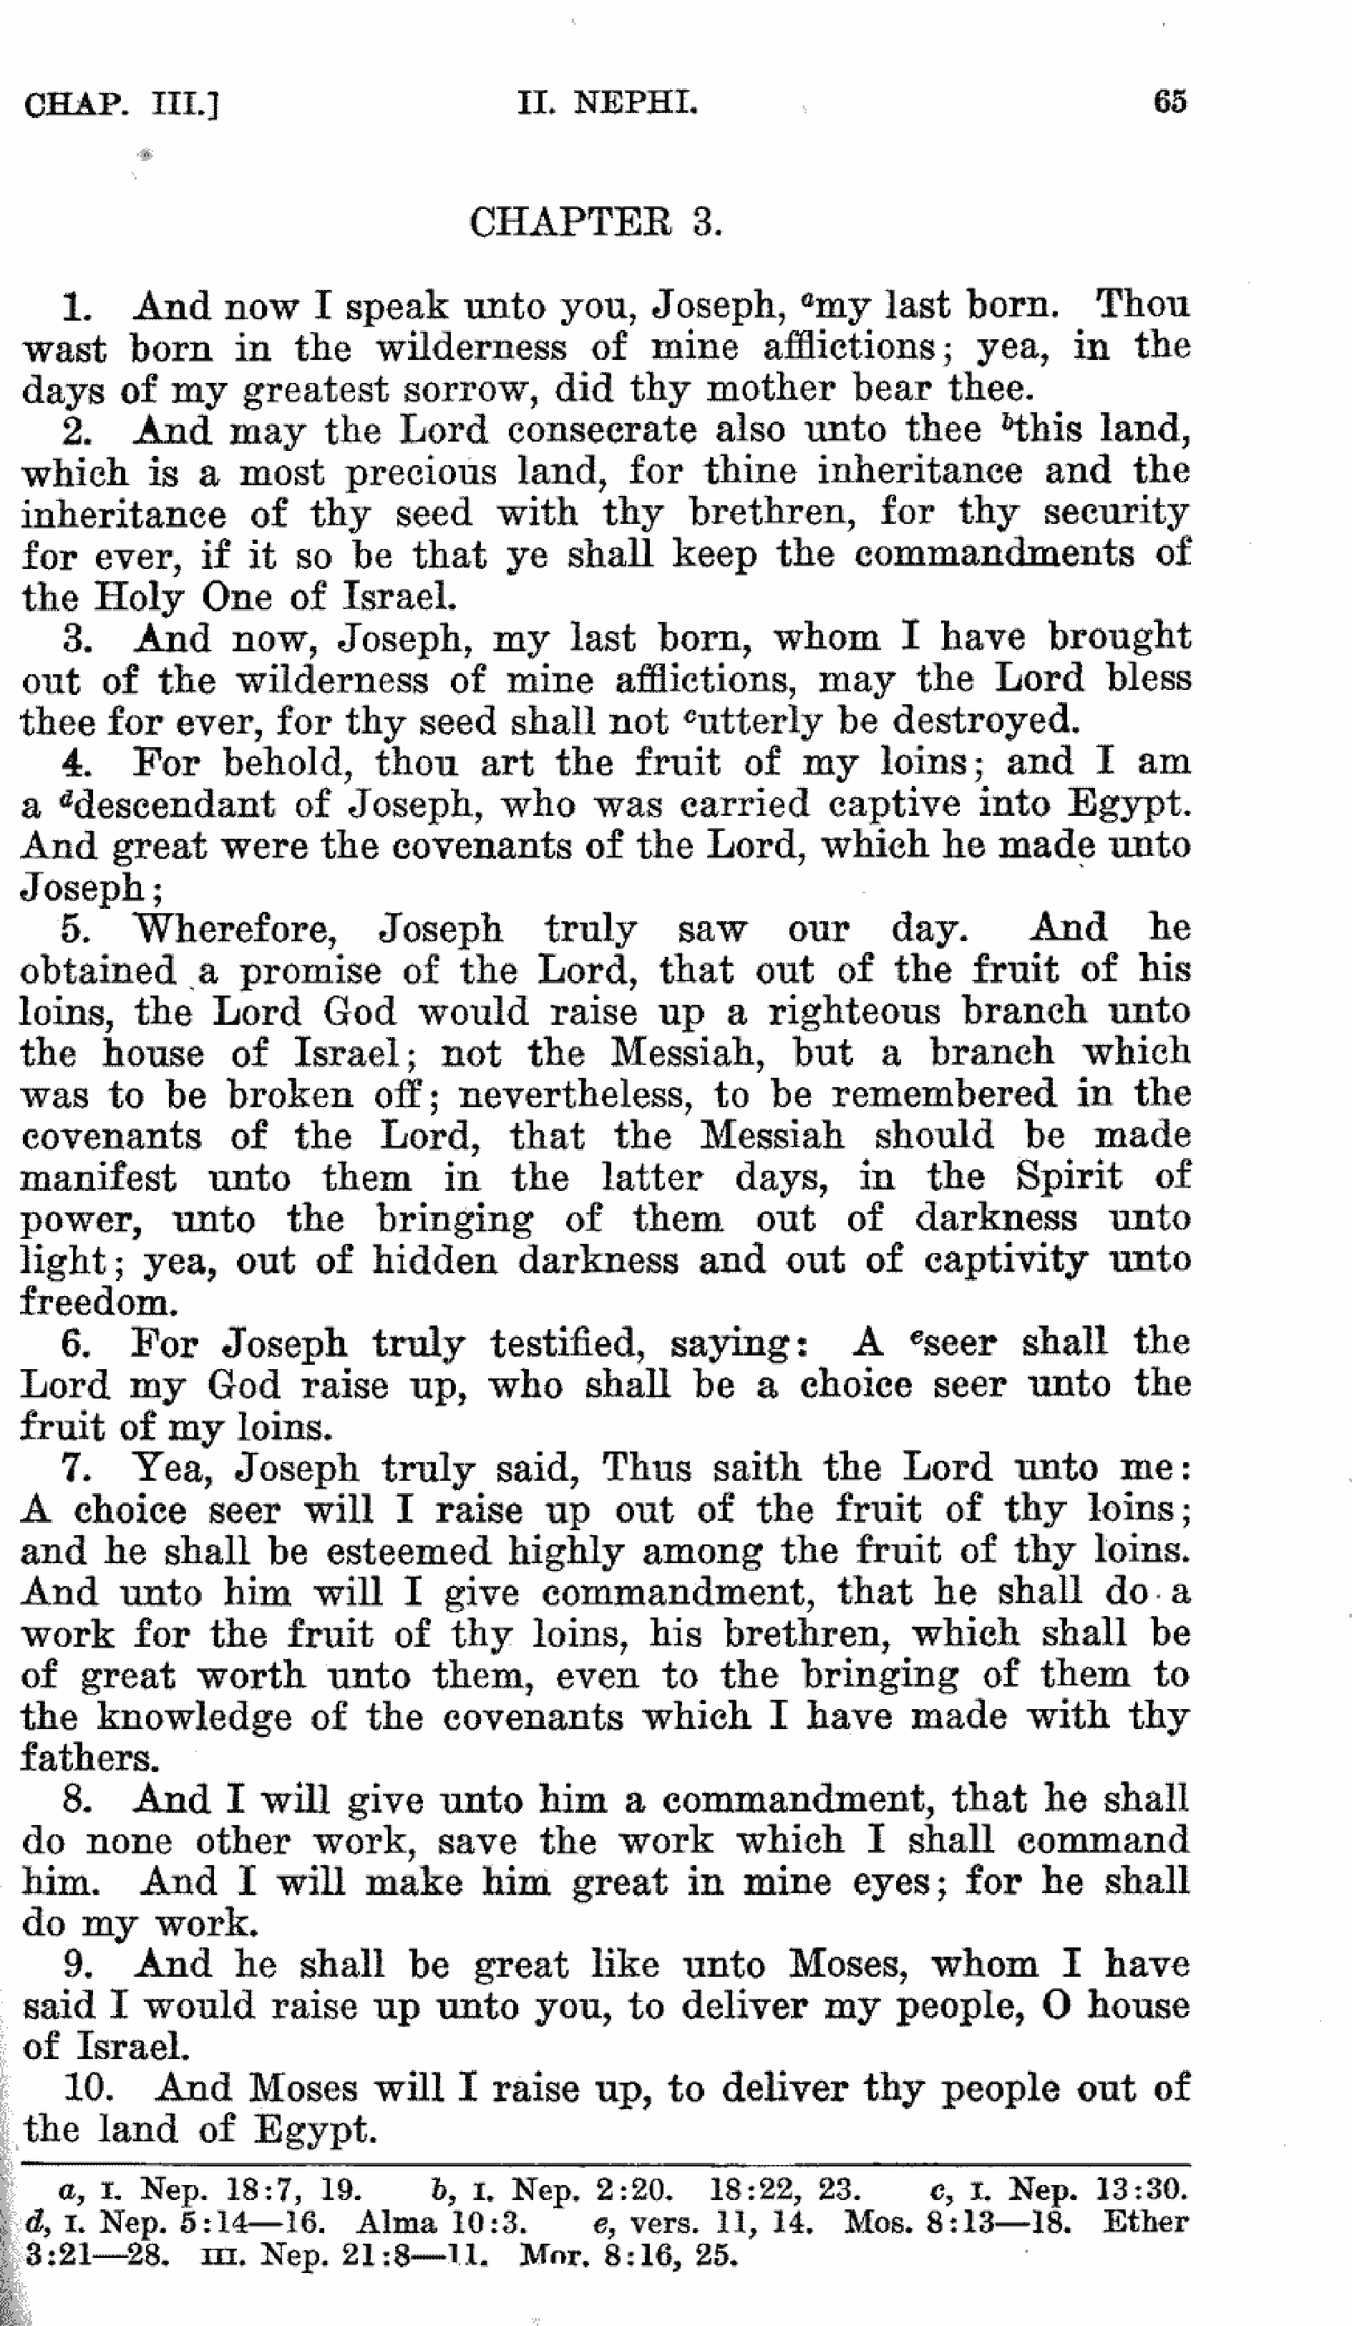 CHAP. III.] II. NEPHI. 65
CHAPTER 3.
1. And now I speak unto you, Joseph, ᵃmy last born. Thou
wast born in the wilderness of mine afflictions; yea, in the
days of my greatest sorrow, did thy mother bear thee.
2. And may the Lord consecrate also unto thee ᵇthis land,
which is a most precious land, for thine inheritance and the
inheritance of thy seed with thy brethren, for thy security
for ever, if it so be that ye shall keep the commandments of
the Holy One of Israel.
3. And now, Joseph, my last born, whom I have brought
out of the wilderness of mine afflictions, may the Lord bless
thee for ever, for thy seed shall not ᶜutterly be destroyed.
4. For behold, thou art the fruit of my loins; and I am
a ᵈdescendant of Joseph, who was carried captive into Egypt.
And great were the covenants of the Lord, which he made unto
Joseph;
5. Wherefore, Joseph truly saw our day. And he
obtained a promise of the Lord, that out of the fruit of his
loins, the Lord God would raise up a righteous branch unto
the house of Israel; not the Messiah, but a branch which
was to be broken off; nevertheless, to be remembered in the
covenants of the Lord, that the Messiah should be made
manifest unto them in the latter days, in the Spirit of
power, unto the bringing of them out of darkness unto
light; yea, out of hidden darkness and out of captivity unto
freedom.
6. For Joseph truly testified, saying: A ᵉseer shall the
Lord my God raise up, who shall be a choice seer unto the
fruit of my loins.
7. Yea, Joseph truly said, Thus saith the Lord unto me:
A choice seer will I raise up out of the fruit of thy loins;
and he shall be esteemed highly among the fruit of thy loins.
And unto him will I give commandment, that he shall do a
work for the fruit of thy loins, his brethren, which shall be
of great worth unto them, even to the bringing of them to
the knowledge of the covenants which I have made with thy
fathers.
8. And I will give unto him a commandment, that he shall
do none other work, save the work which I shall command
him. And I will make him great in mine eyes; for he shall
do my work.
9. And he shall be great like unto Moses, whom I have
said I would raise up unto you, to deliver my people, O house
of Israel.
10. And Moses will I raise up, to deliver thy people out of
the land of Egypt.
a, I. Nep. 18:7, 19. b, I. Nep. 2:20. 18:22, 23. c, I. Nep. 13:30.
d, I. Nep. 5:14—16. Alma 10:3. e, vers. 11, 14. Mos. 8:13—18. Ether
3:21—28. III. Nep. 21:8—11. Mor. 8:16, 25.